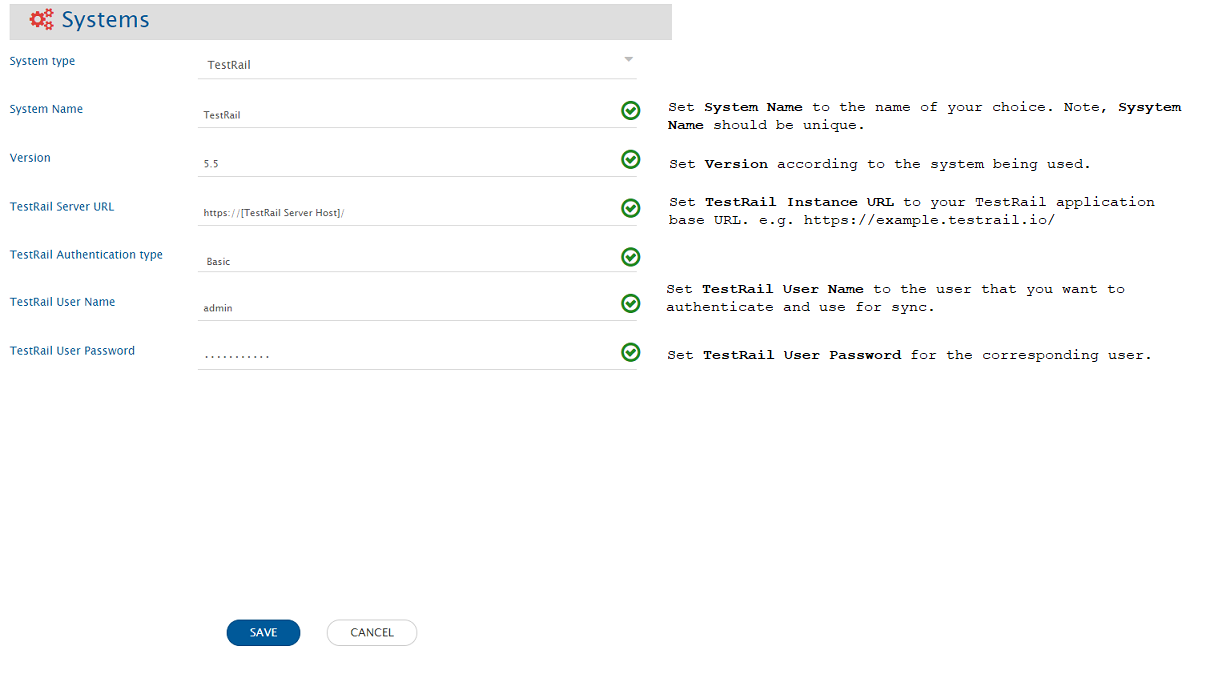 Systems
System type
TestRail
System Name
TestRail
Set System Name to the name of your choice. Note, Sysytem
Name should be unique.
Version
5.5
Set Version according to the system being used.
TestRail Server URL
https://[TestRail Server Host]/
Set TestRail Instance URL to your TestRail application
base URL. e.g. https://example.testrail.io/
TestRail Authentication type
Basic
TestRail User Name
admin
Set TestRail User Name to the user that you want to
authenticate and use for sync.
TestRail User Password
...........
Set TestRail User Password for the corresponding user.
SAVE
CANCEL